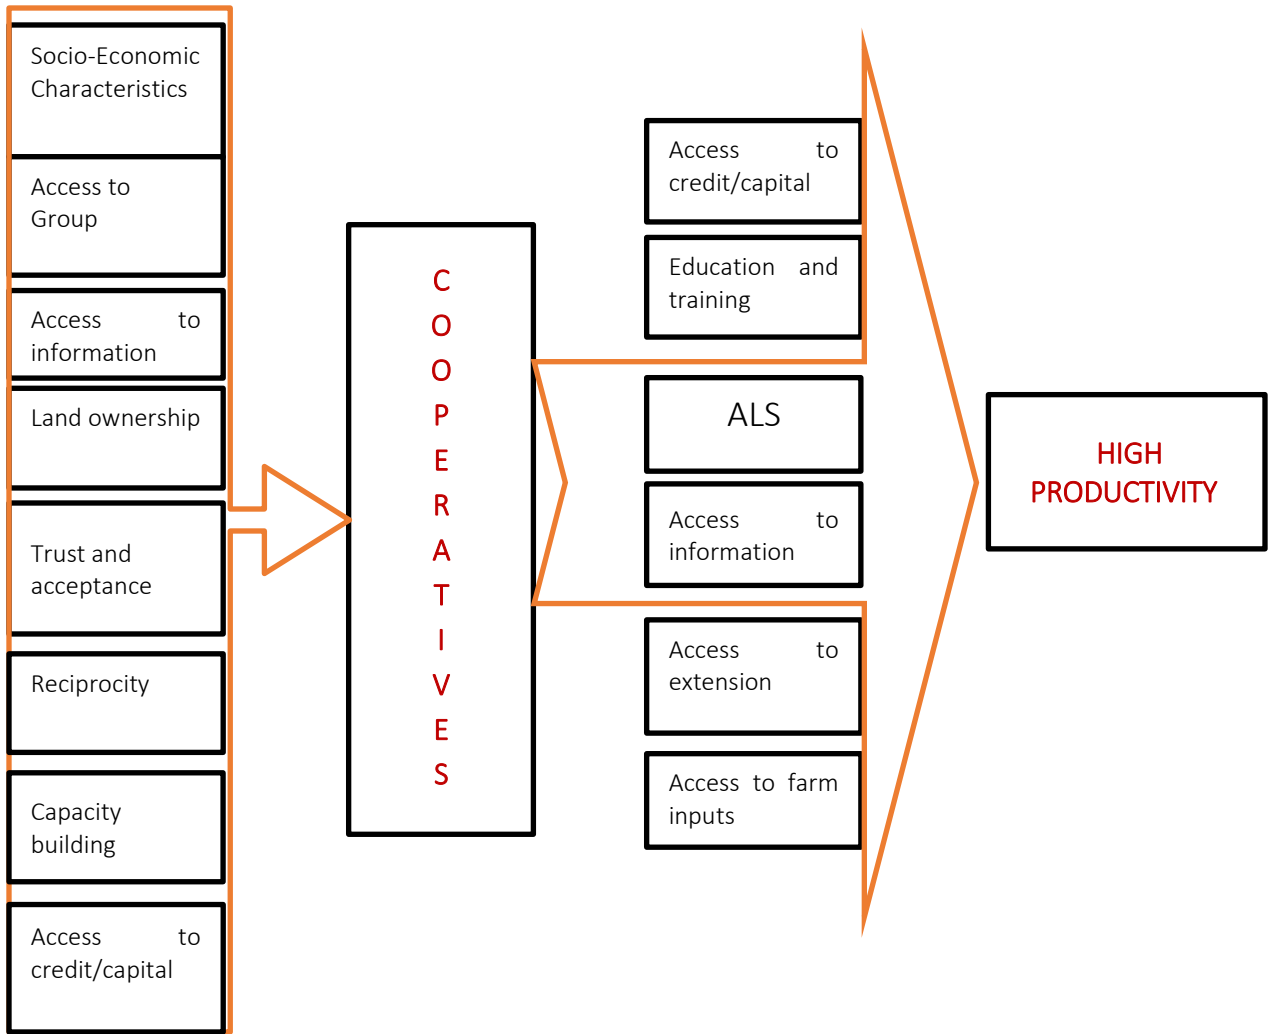 Socio-Economic
Characteristics
Access to
Group
Access to
information
Land ownership
Trust and
acceptance
Reciprocity
Capacity
building
Access to
credit/capital
C
O
O
P
E
R
A
T
I
V
E
S
Access to
credit/capital
Education and
training
ALS
Access to
information
Access to
extension
Access to farm
inputs
HIGH
PRODUCTIVITY